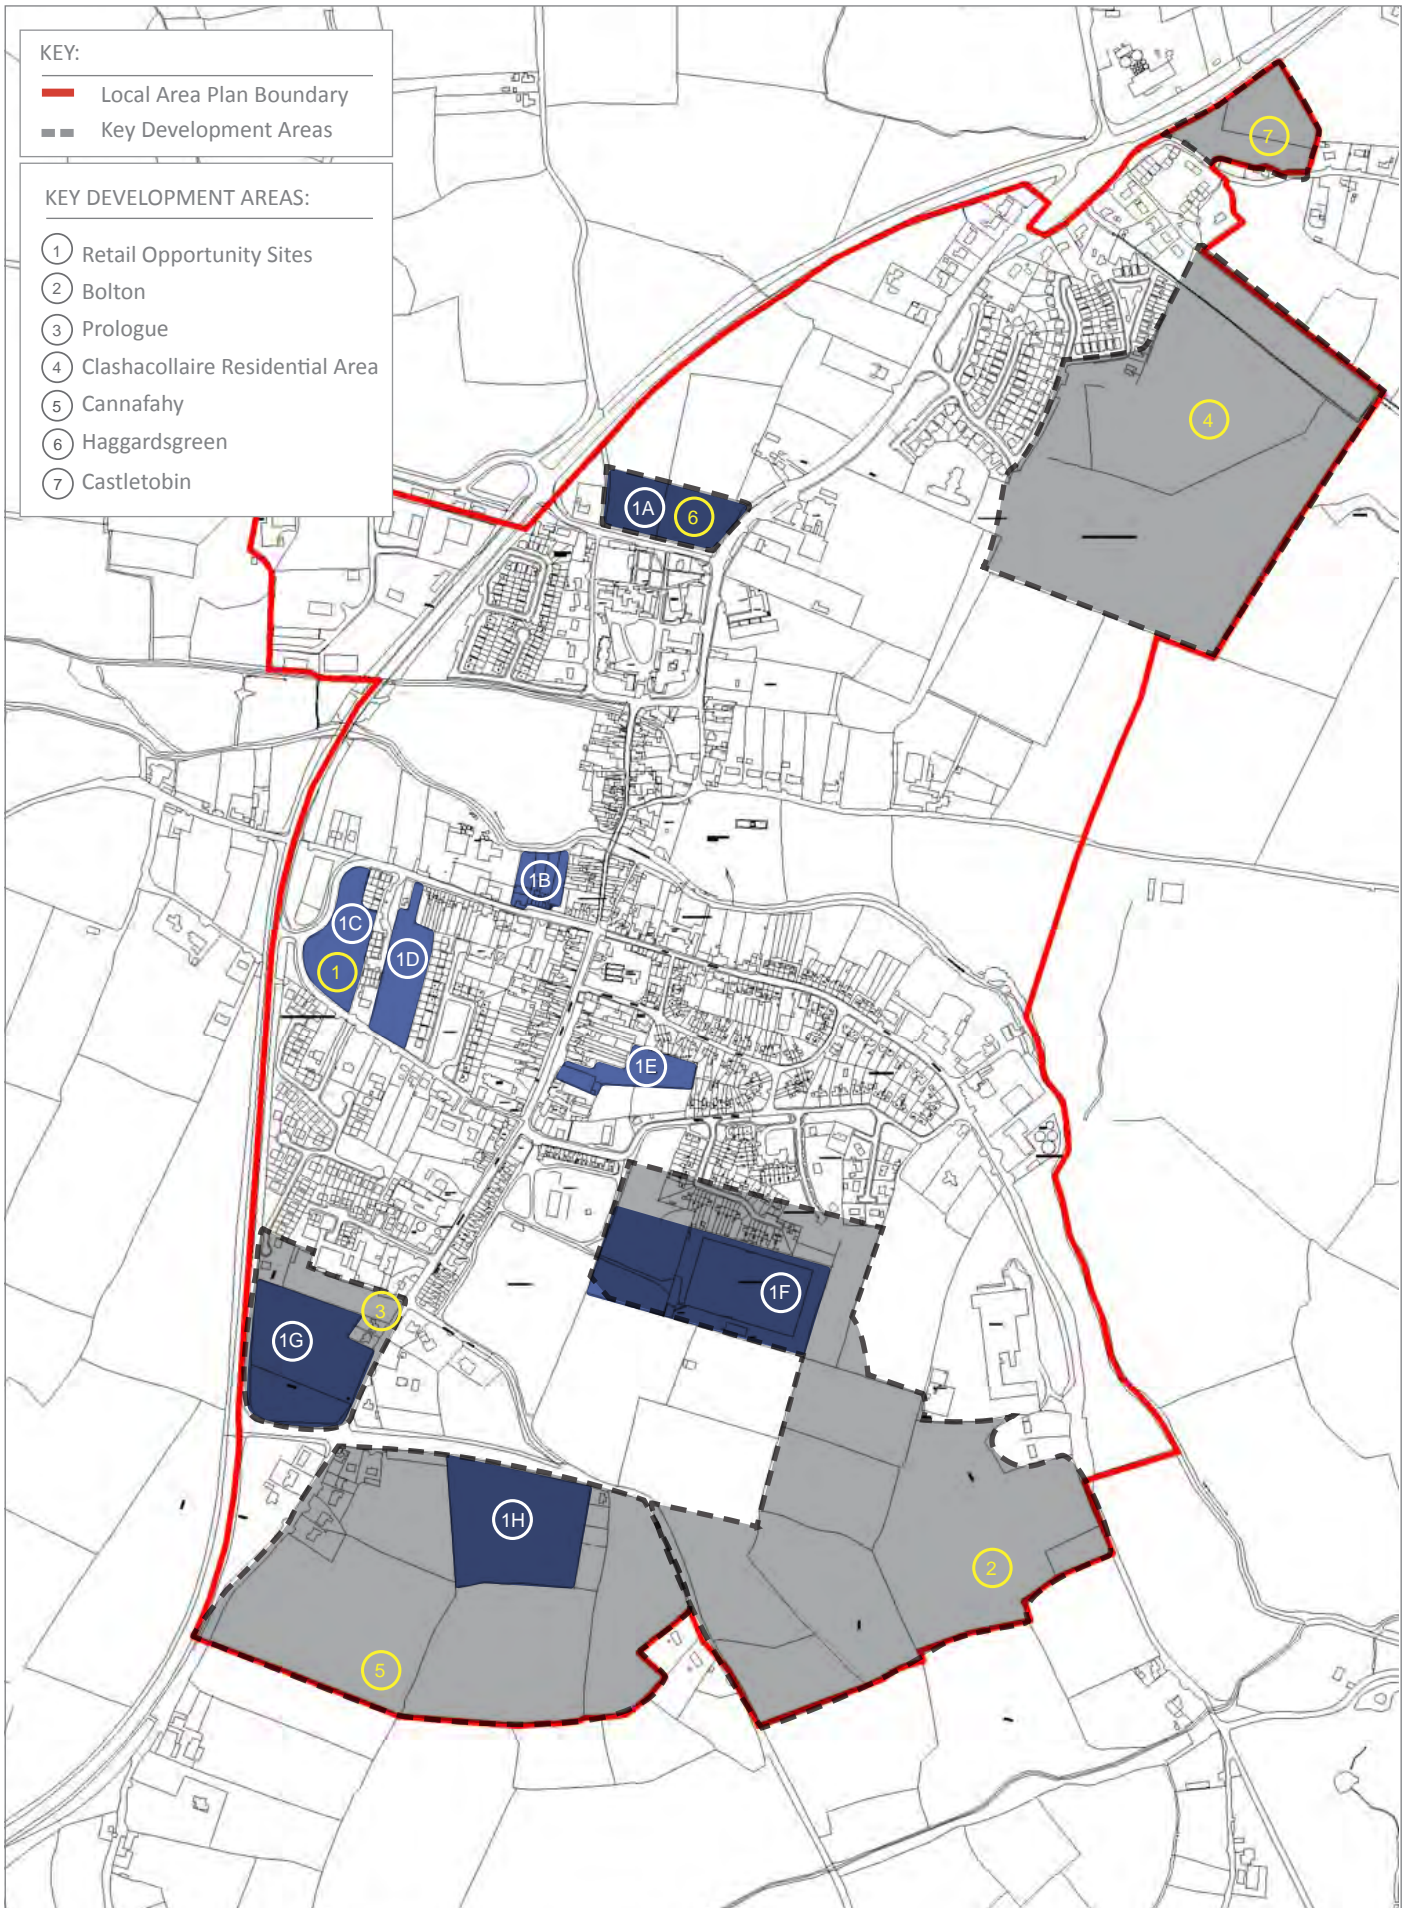 KEY:
Local Area Plan Boundary
Key Development Areas
KEY DEVELOPMENT AREAS:
1 Retail Opportunity Sites
2 Bolton
3 Prologue
4 Clashacollaire Residential Area
5 Cannafahy
6 Haggardsgreen
7 Castletobin
7
4
1A
6
1B
1C
1D
1
1E
1F
3
1G
1H
2
5